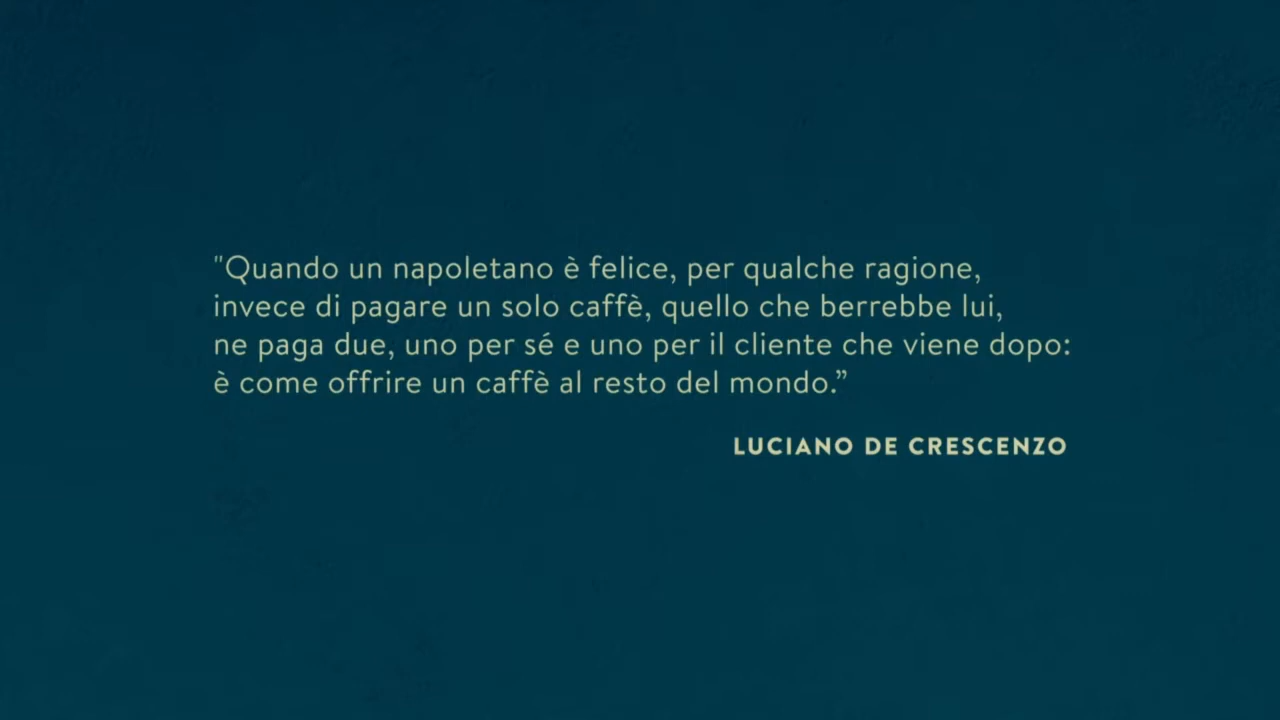 "Quando un napoletano è felice, per qualche ragione,
invece di pagare un solo caffè, quello che berrebbe lui,
ne paga due, uno per sé e uno per il cliente che viene dopo:
è come offrire un caffè al resto del mondo.”
LUCIANO DE CRESCENZO